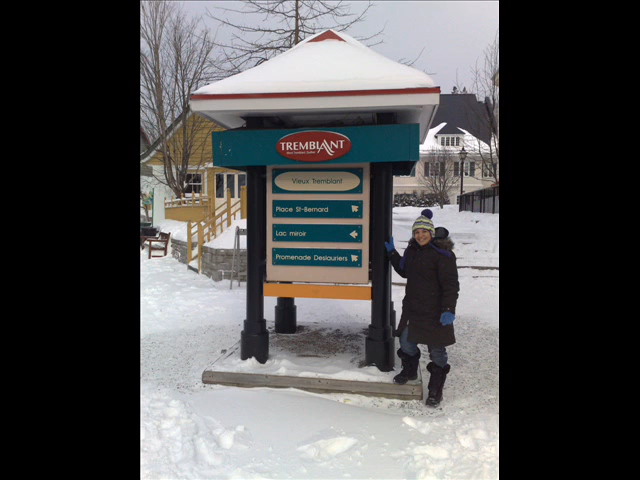 TREMBLANT
Vieux Tremblant
Place St-Bernard
Lac miroir
Promenade Deslauriers